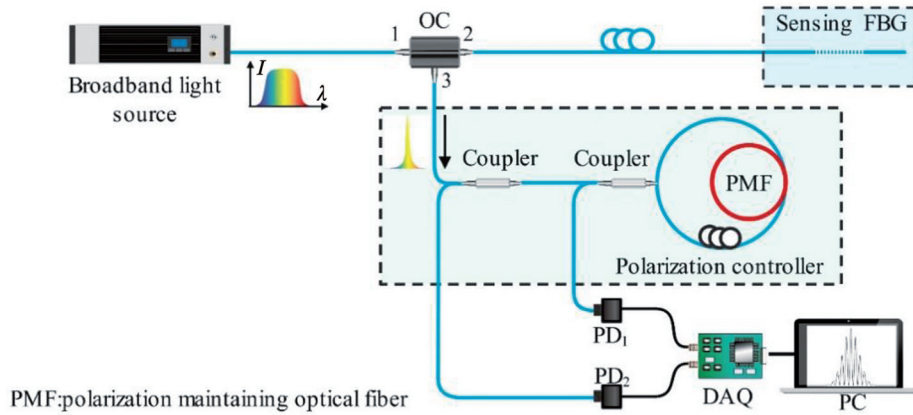 OC
1
2
3
Sensing FBG
Broadband light
source
I
λ
Coupler
Coupler
PMF
Polarization controller
PD₁
PD₂
DAQ
PC
PMF:polarization maintaining optical fiber